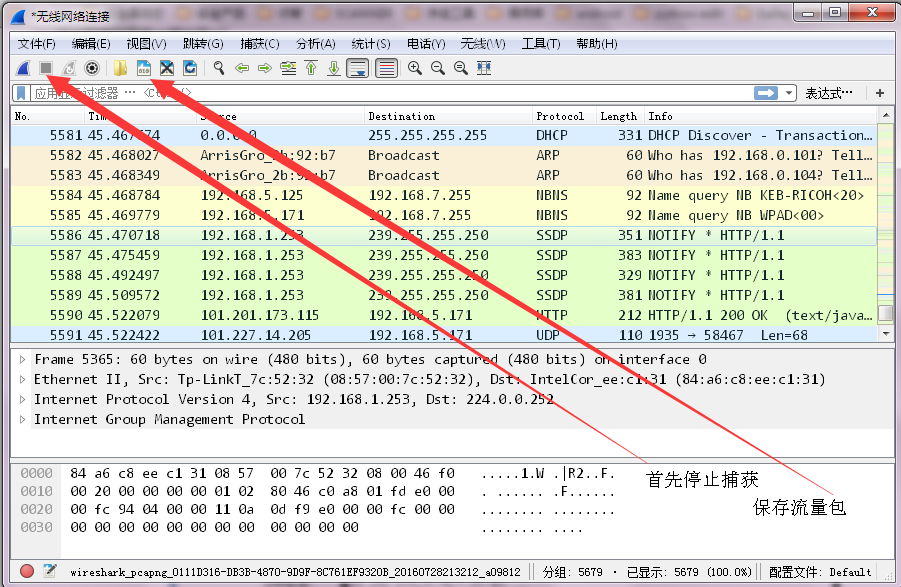 *无线网络连接
文件(F) 编辑(E) 视图(V) 跳转(G) 捕获(C) 分析(A) 统计(S) 电话(Y) 无线(W) 工具(T) 帮助(H)
表达式… +
No. Destination Protocol Length Info
5581 0.0.0.0 255.255.255.255 DHCP 331 DHCP Discover - Transaction…
5582 45.468027 ArrisGro_2b:92:b7 Broadcast ARP 60 Who has 192.168.0.101? Tell…
5583 45.468349 ArrisGro_2b:92:b7 Broadcast ARP 60 Who has 192.168.0.104? Tell…
5584 45.468784 192.168.5.125 192.168.7.255 NBNS 92 Name query NB KEB-RICOH<20>
5585 45.469779 192.168.5.171 192.168.7.255 NBNS 92 Name query NB WPAD<00>
5586 45.470718 192.168.1.253 239.255.255.250 SSDP 351 NOTIFY * HTTP/1.1
5587 45.475459 192.168.1.253 239.255.255.250 SSDP 383 NOTIFY * HTTP/1.1
5588 45.492497 192.168.1.253 239.255.255.250 SSDP 329 NOTIFY * HTTP/1.1
5589 45.509572 192.168.1.253 239.255.255.250 SSDP 381 NOTIFY * HTTP/1.1
5590 45.522079 101.201.173.115 192.168.5.171 HTTP 212 HTTP/1.1 200 OK (text/java…
5591 45.522422 101.227.14.205 192.168.5.171 UDP 110 1935 → 58467 Len=68
Frame 5365: 60 bytes on wire (480 bits), 60 bytes captured (480 bits) on interface 0
Ethernet II, Src: Tp-LinkT_7c:52:32 (08:57:00:7c:52:32), Dst: IntelCor_ee:c1:31 (84:a6:c8:ee:c1:31)
Internet Protocol Version 4, Src: 192.168.1.253, Dst: 224.0.0.252
Internet Group Management Protocol
0000 84 a6 c8 ee c1 31 08 57 00 7c 52 32 08 00 46 f0 .....1.W .|R2..F.
0010 00 20 00 00 00 00 01 02 80 46 c0 a8 01 fd e0 00 . ...... .F......
0020 00 fc 94 04 00 00 11 0a 0d f9 e0 00 00 fc 00 00 ........ ........
0030 00 00 00 00 00 00 00 00 00 00 00 00 ........ ....
首先停止捕获
保存流量包
wireshark_pcapng_0111D316-DB3B-4870-9D9F-8C761EF9320B_20160728213212_a09812 分组: 5679 · 已显示: 5679 (100.0%) 配置文件: Default